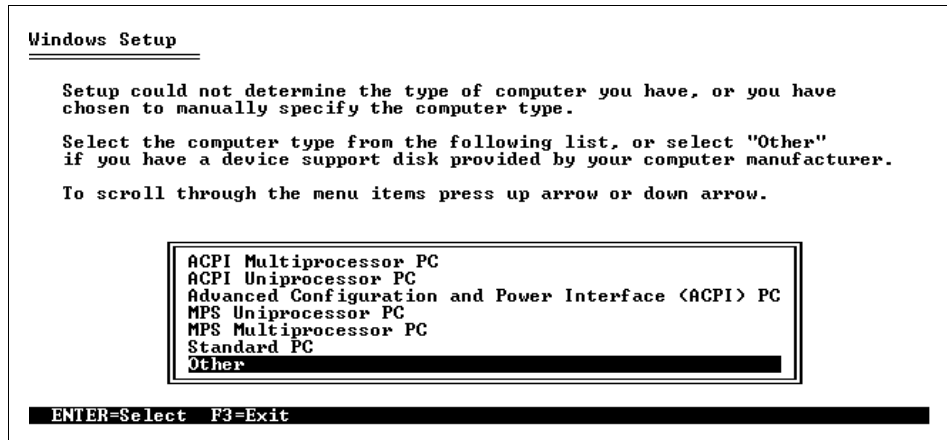 Windows Setup
Setup could not determine the type of computer you have, or you have
chosen to manually specify the computer type.
Select the computer type from the following list, or select "Other"
if you have a device support disk provided by your computer manufacturer.
To scroll through the menu items press up arrow or down arrow.
ACPI Multiprocessor PC
ACPI Uniprocessor PC
Advanced Configuration and Power Interface (ACPI) PC
MPS Uniprocessor PC
MPS Multiprocessor PC
Standard PC
Other
ENTER=Select F3=Exit